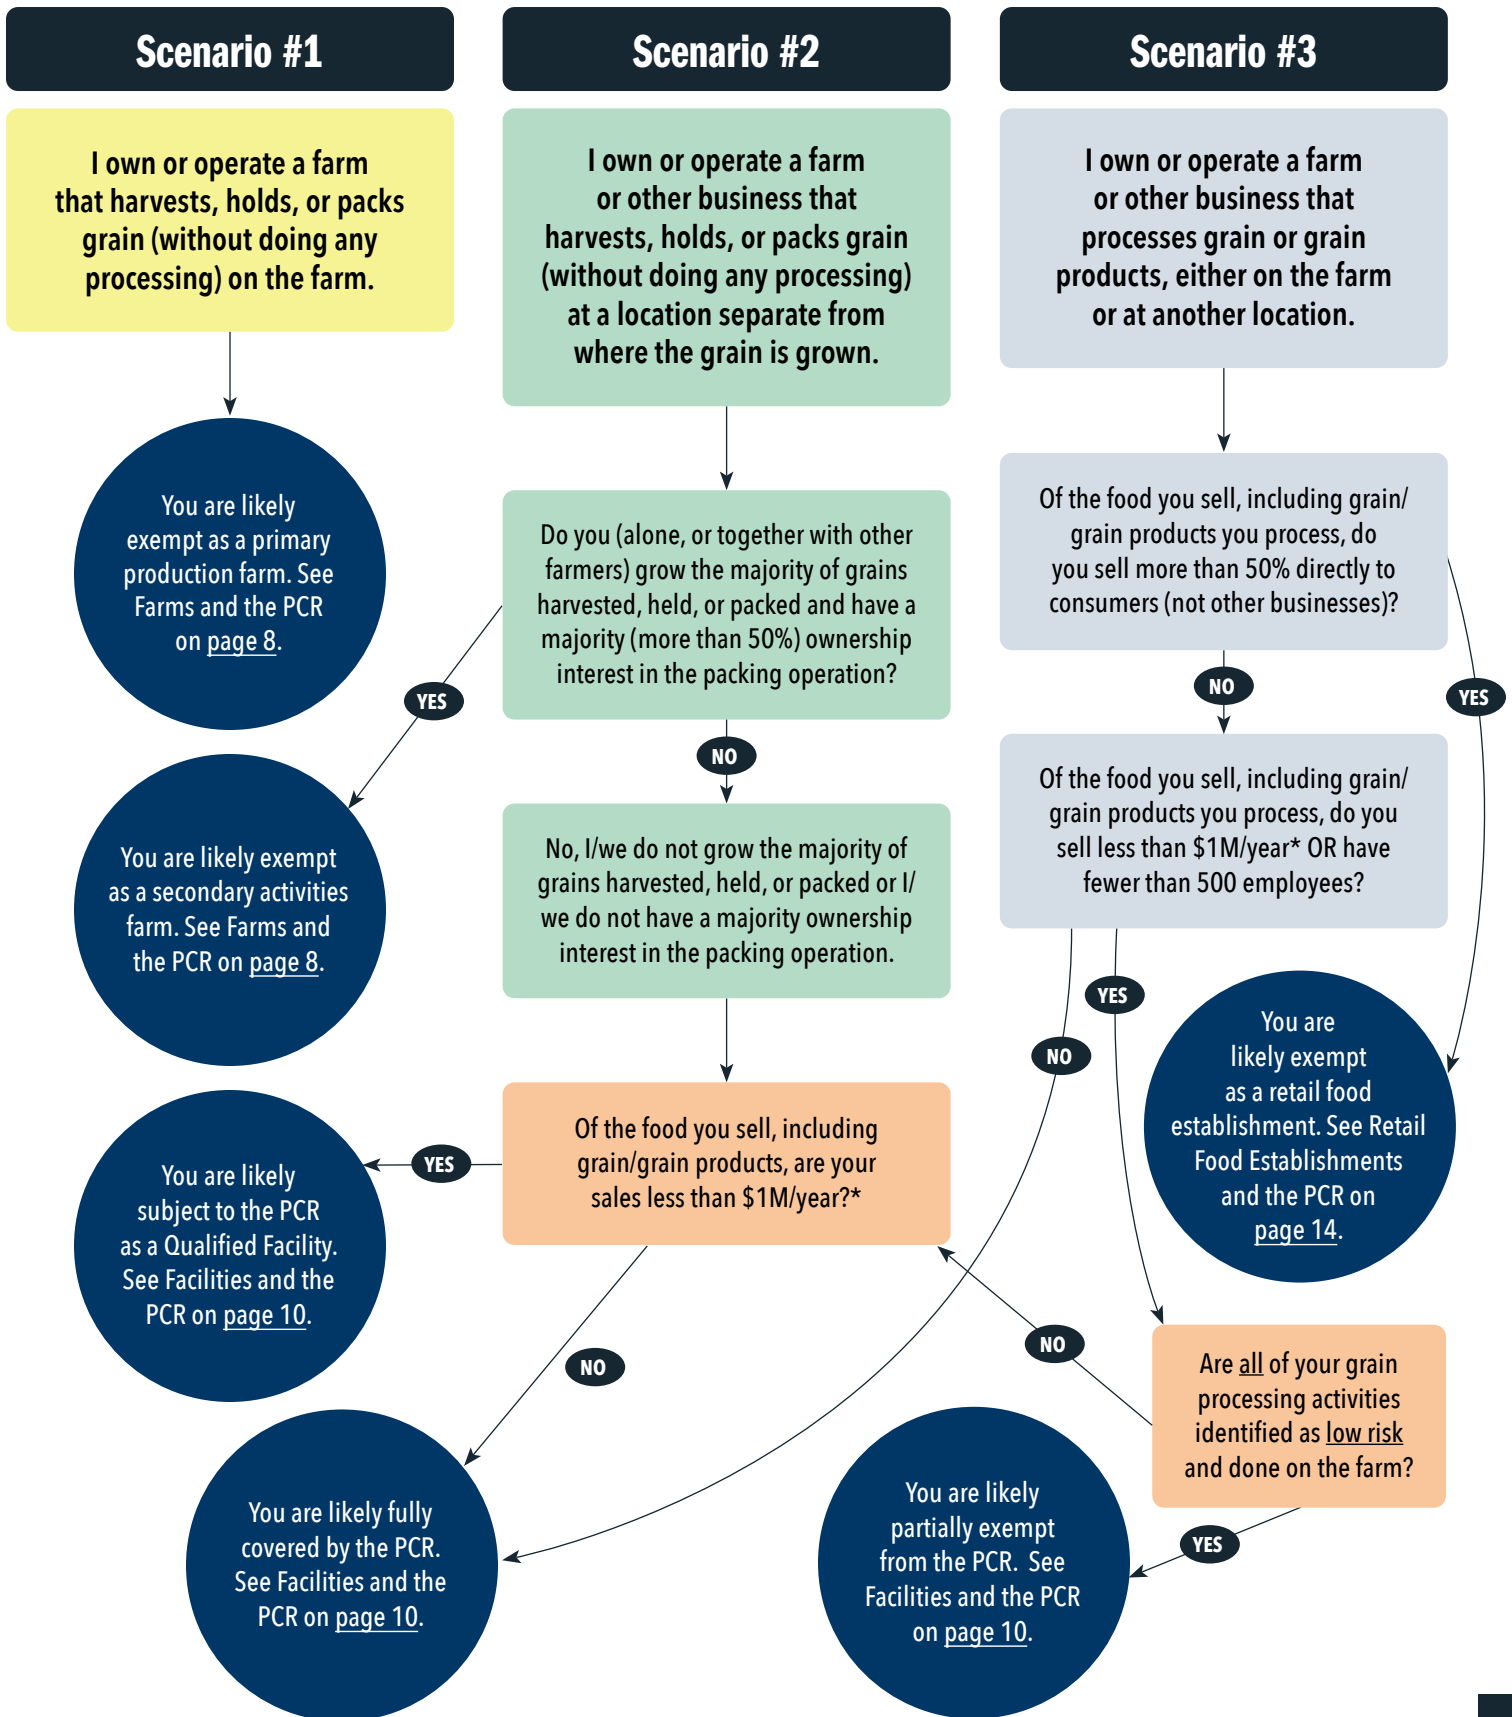 Scenario #1
I own or operate a farm
that harvests, holds, or packs
grain (without doing any
processing) on the farm.
You are likely
exempt as a primary
production farm. See
Farms and the PCR
on page 8.
You are likely exempt
as a secondary activities
farm. See Farms and
the PCR on page 8.
You are likely
subject to the PCR
as a Qualified Facility.
See Facilities and the
PCR on page 10.
You are likely fully
covered by the PCR.
See Facilities and the
PCR on page 10.
Scenario #2
I own or operate a farm
or other business that
harvests, holds, or packs grain
(without doing any processing)
at a location separate from
where the grain is grown.
Do you (alone, or together with other
farmers) grow the majority of grains
harvested, held, or packed and have a
majority (more than 50%) ownership
interest in the packing operation?
YES
NO
No, I/we do not grow the majority of
grains harvested, held, or packed or I/
we do not have a majority ownership
interest in the packing operation.
Of the food you sell, including
grain/grain products, are your
sales less than $1M/year?*
YES
NO
Scenario #3
I own or operate a farm
or other business that
processes grain or grain
products, either on the farm
or at another location.
Of the food you sell, including grain/
grain products you process, do
you sell more than 50% directly to
consumers (not other businesses)?
NO
YES
Of the food you sell, including grain/
grain products you process, do you
sell less than $1M/year* OR have
fewer than 500 employees?
YES
NO
You are
likely exempt
as a retail food
establishment. See Retail
Food Establishments
and the PCR on
page 14.
Are all of your grain
processing activities
identified as low risk
and done on the farm?
NO
YES
You are likely
partially exempt
from the PCR. See
Facilities and the PCR
on page 10.